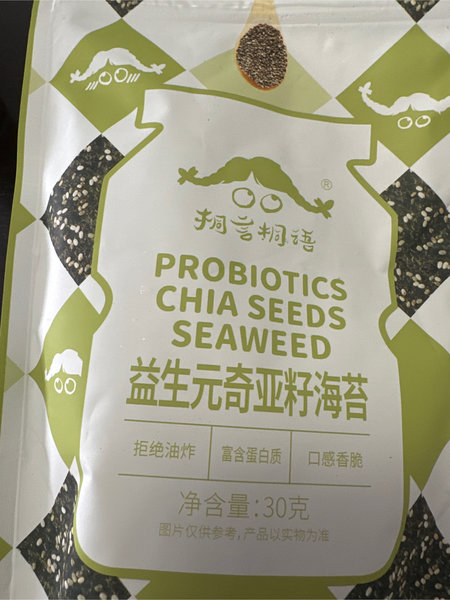 ®
桐言桐语
PROBIOTICS
CHIA SEEDS
SEAWEED
益生元奇亚籽海苔
拒绝油炸 富含蛋白质 口感香脆
净含量:30克
图片仅供参考,产品以实物为准